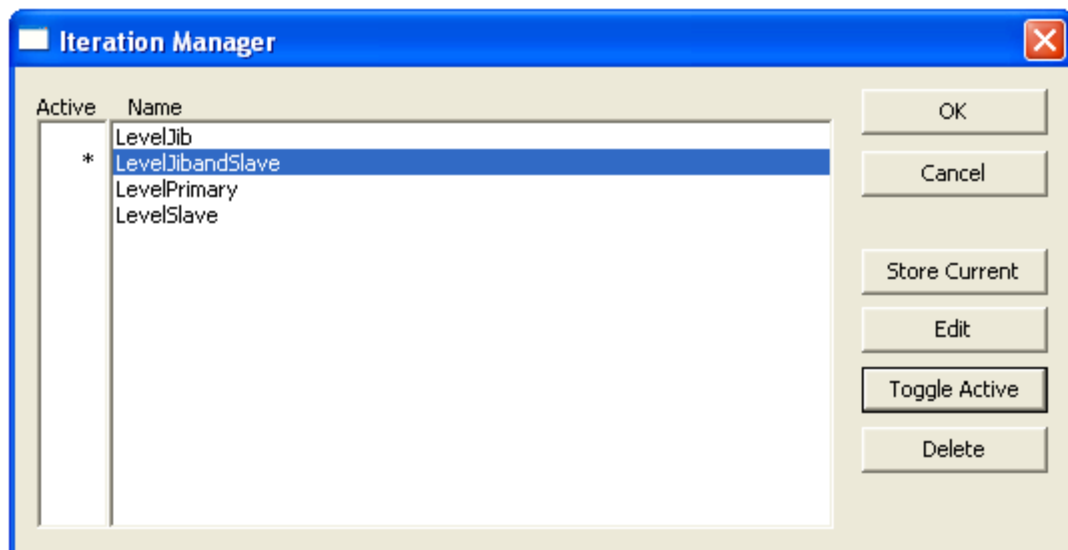 Iteration Manager
Active Name
LevelJib
* LevelJibandSlave
LevelPrimary
LevelSlave
OK
Cancel
Store Current
Edit
Toggle Active
Delete